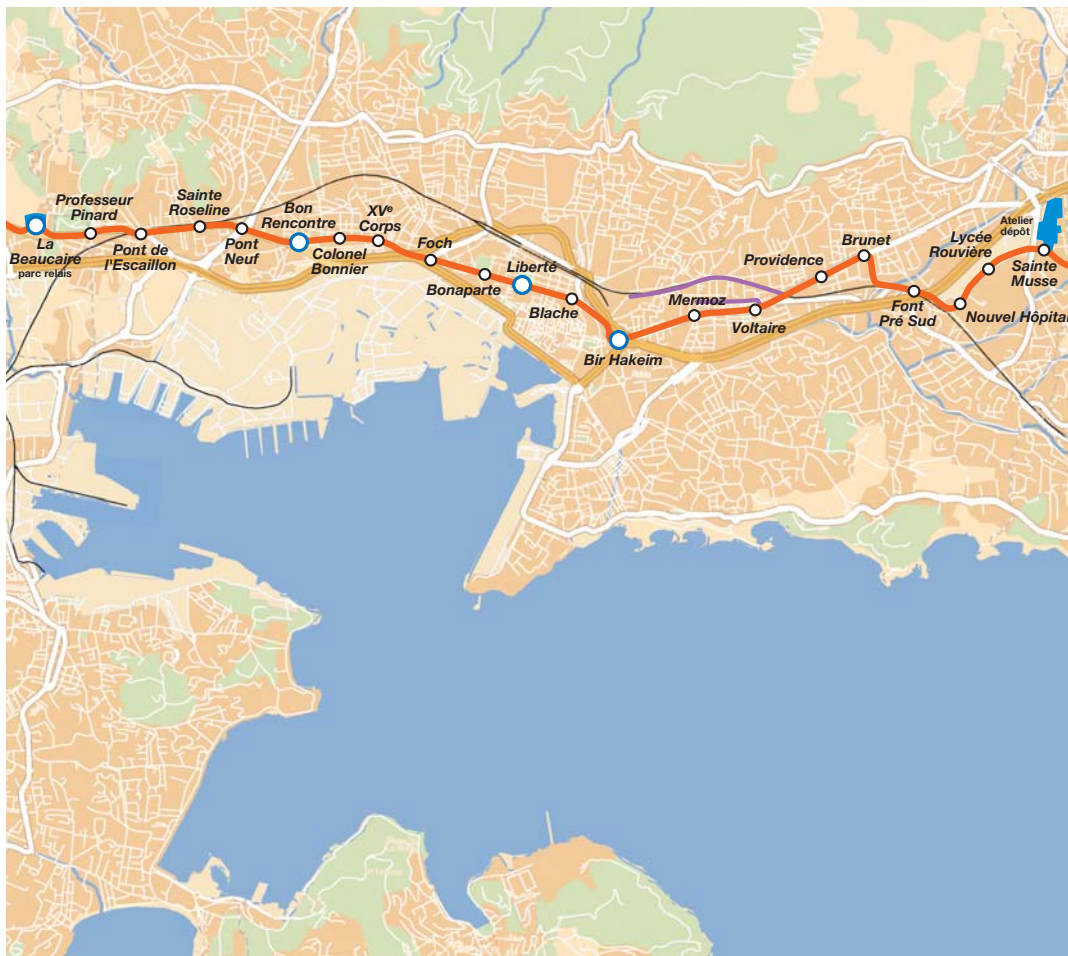 La
Beaucaire
parc relais
Professeur
Pinard
Pont de
l'Escaillon
Sainte
Roseline
Pont
Neuf
Bon
Rencontre
Colonel
Bonnier
XVe
Corps
Foch
Bonaparte
Liberté
Blache
Bir Hakeim
Mermoz
Voltaire
Providence
Brunet
Font
Pré Sud
Nouvel Hôpital
Lycée
Rouvière
Atelier
dépôt
Sainte
Musse